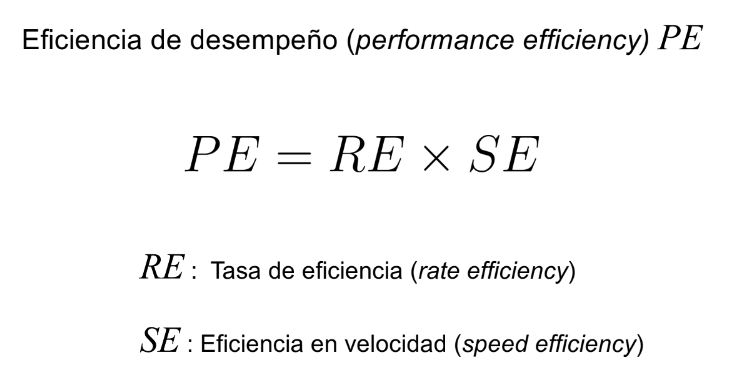 Eficiencia de desempeño (performance efficiency) PE
PE = RE × SE
RE : Tasa de eficiencia (rate efficiency)
SE : Eficiencia en velocidad (speed efficiency)